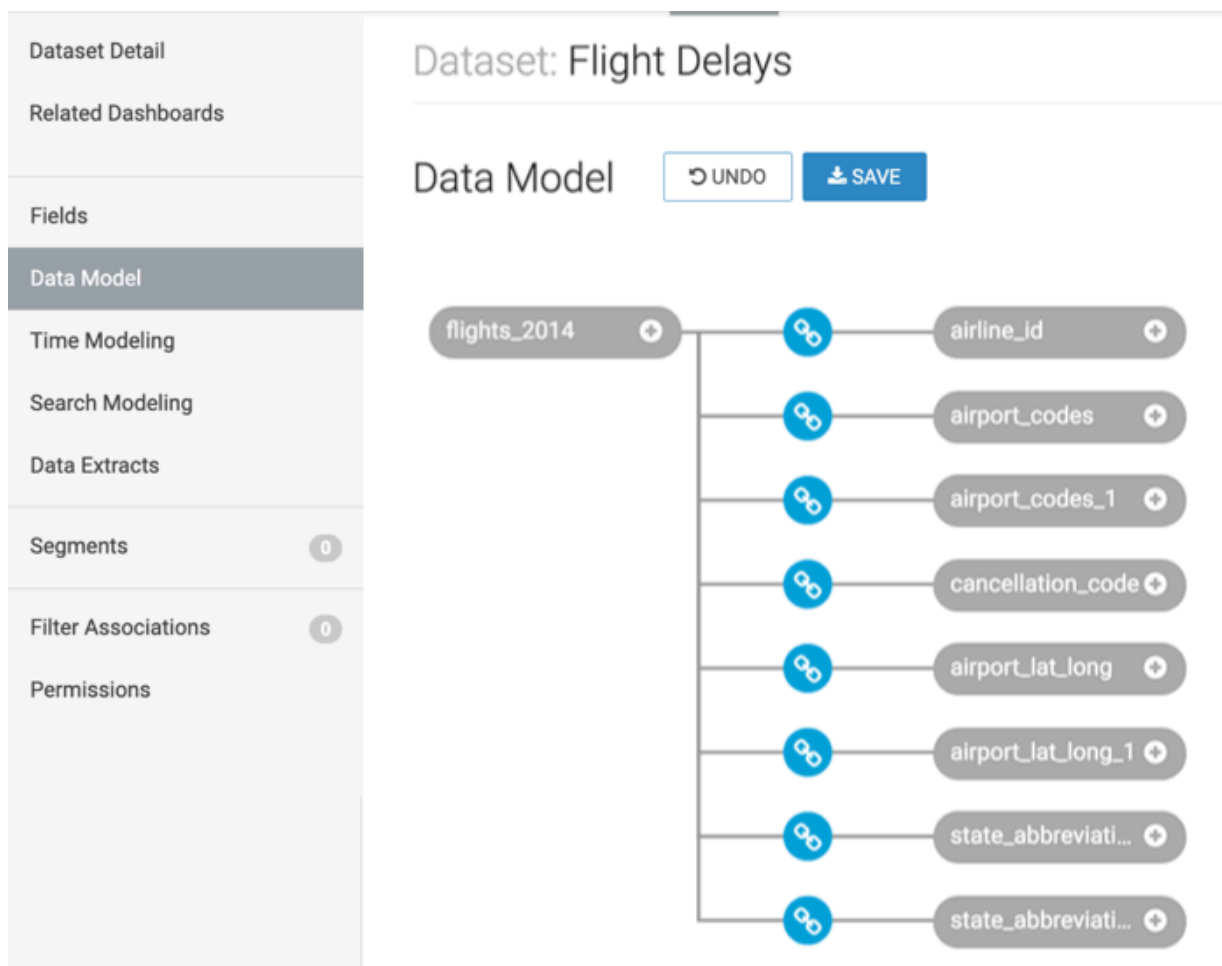 Dataset Detail
Related Dashboards
Fields
Data Model
Time Modeling
Search Modeling
Data Extracts
Segments 0
Filter Associations 0
Permissions
Dataset: Flight Delays
Data Model UNDO SAVE
flights_2014 airline_id
airport_codes
airport_codes_1
cancellation_code
airport_lat_long
airport_lat_long_1
state_abbreviati...
state_abbreviati...